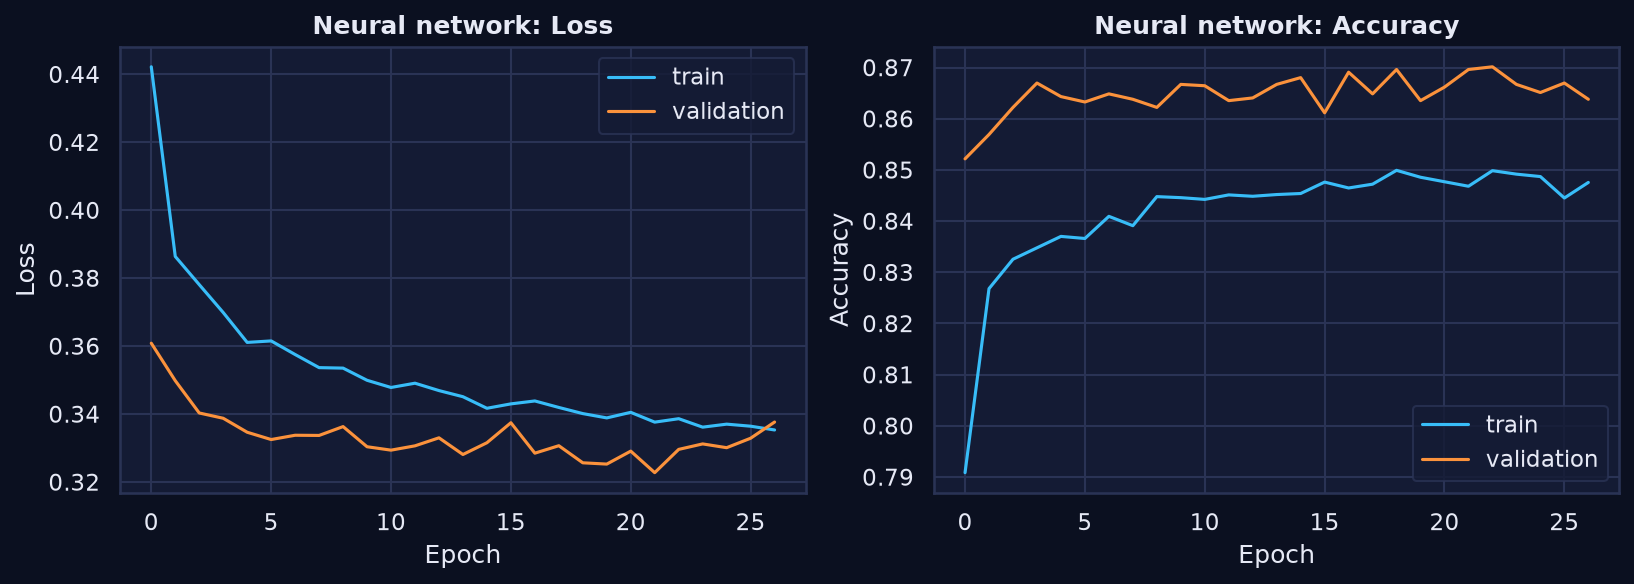 Neural network: Loss
Loss
0.44
0.42
0.40
0.38
0.36
0.34
0.32
train
validation
0 5 10 15 20 25
Epoch
Neural network: Accuracy
Accuracy
0.87
0.86
0.85
0.84
0.83
0.82
0.81
0.80
0.79
train
validation
0 5 10 15 20 25
Epoch